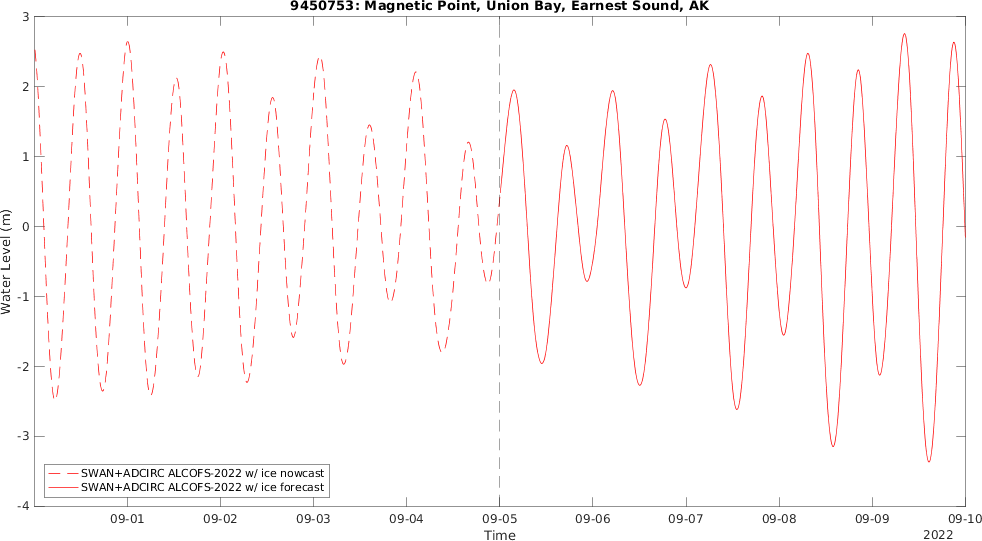 9450753: Magnetic Point, Union Bay, Earnest Sound, AK
3
2
1
0
-1
-2
-3
-4
Water Level (m)
SWAN+ADCIRC ALCOFS-2022 w/ ice nowcast
SWAN+ADCIRC ALCOFS-2022 w/ ice forecast
09-01 09-02 09-03 09-04 09-05 09-06 09-07 09-08 09-09 09-10
Time
2022